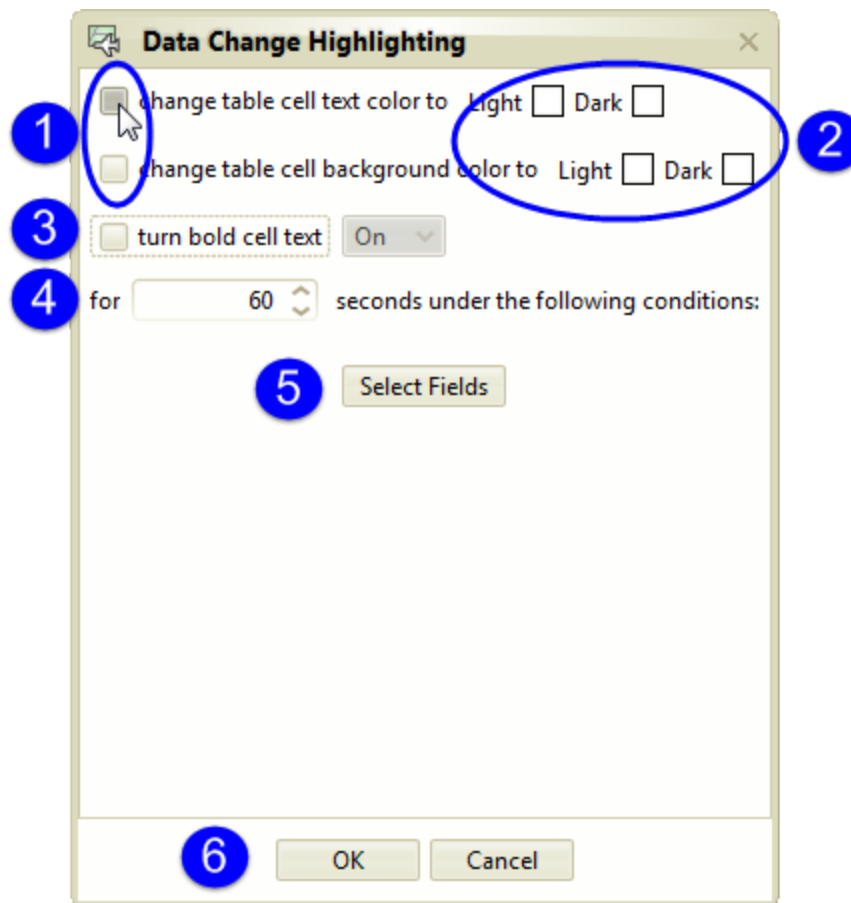 Data Change Highlighting
1 change table cell text color to Light Dark 2
change table cell background color to Light Dark
3 turn bold cell text On
4 for 60 seconds under the following conditions:
5 Select Fields
6 OK Cancel